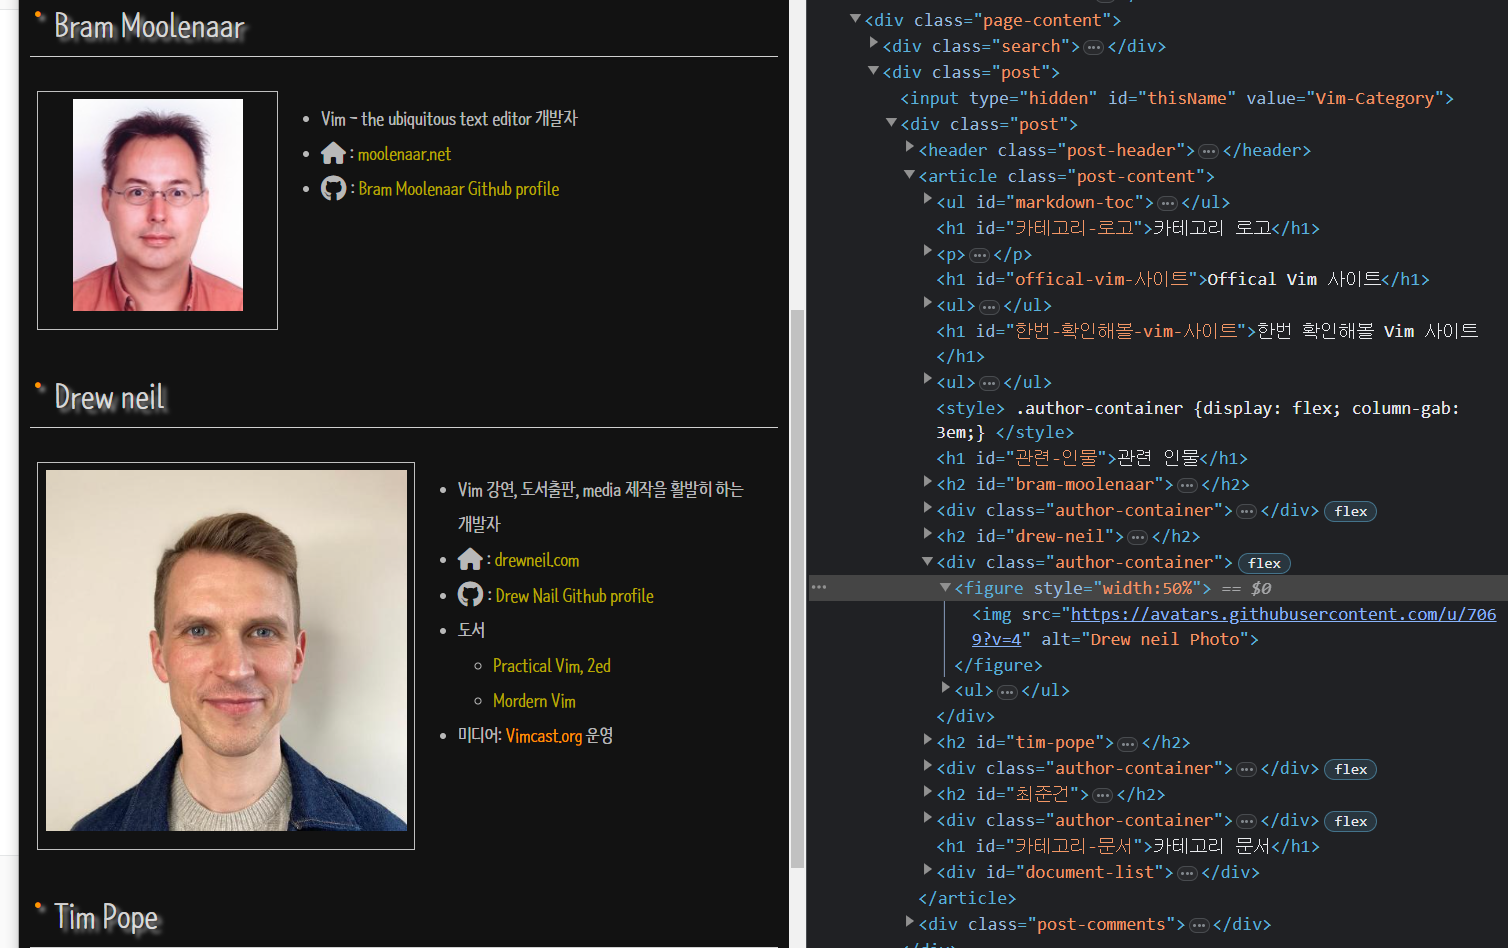 Bram Moolenaar
Vim - the ubiquitous text editor 개발자
: moolenaar.net
: Bram Moolenaar Github profile
Drew neil
Vim 강연, 도서출판, media 제작을 활발히 하는
개발자
: drewneil.com
: Drew Nail Github profile
도서
Practical Vim, 2ed
Mordern Vim
미디어: Vimcast.org 운영
Tim Pope
<div class="page-content">
<div class="search">…</div>
<div class="post">
<input type="hidden" id="thisName" value="Vim-Category">
<div class="post">
<header class="post-header">…</header>
<article class="post-content">
<ul id="markdown-toc">…</ul>
<h1 id="카테고리-로고">카테고리 로고</h1>
<p>…</p>
<h1 id="offical-vim-사이트">Offical Vim 사이트</h1>
<ul>…</ul>
<h1 id="한번-확인해볼-vim-사이트">한번 확인해볼 Vim 사이트
</h1>
<ul>…</ul>
<style> .author-container {display: flex; column-gab:
3em;} </style>
<h1 id="관련-인물">관련 인물</h1>
<h2 id="bram-moolenaar">…</h2>
<div class="author-container">…</div> flex
<h2 id="drew-neil">…</h2>
<div class="author-container"> flex
<figure style="width:50%"> == $0
<img src="https://avatars.githubusercontent.com/u/706
9?v=4" alt="Drew neil Photo">
</figure>
<ul>…</ul>
</div>
<h2 id="tim-pope">…</h2>
<div class="author-container">…</div> flex
<h2 id="최준건">…</h2>
<div class="author-container">…</div> flex
<h1 id="카테고리-문서">카테고리 문서</h1>
<div id="document-list">…</div>
</article>
<div class="post-comments">…</div>